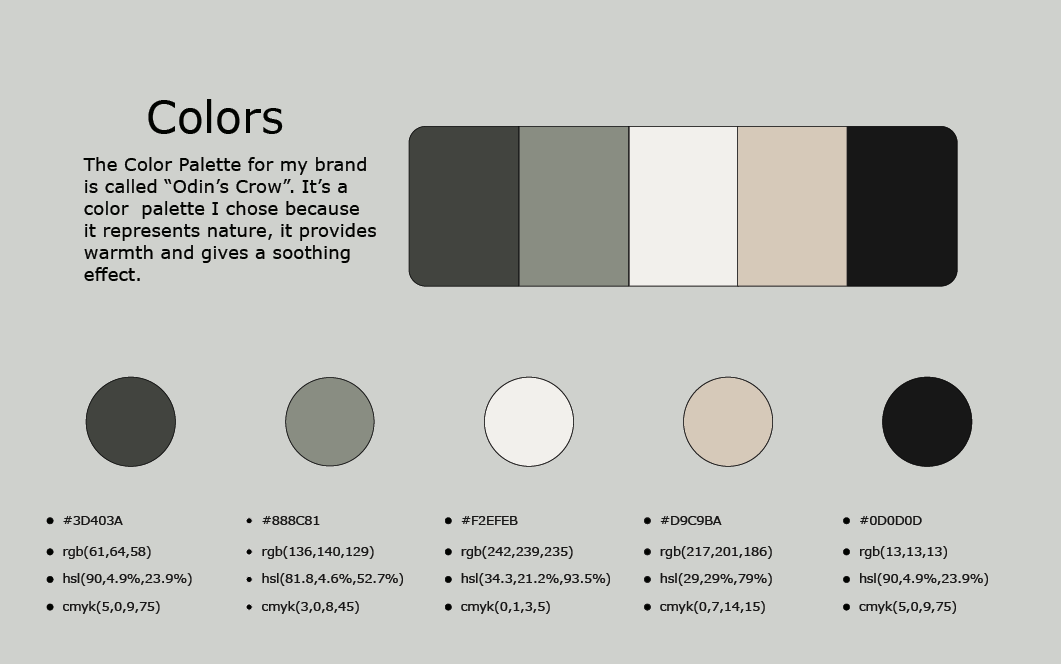 Colors
The Color Palette for my brand
is called “Odin’s Crow”. It’s a
color  palette I chose because
it represents nature, it provides
warmth and gives a soothing
effect.
• #3D403A
• rgb(61,64,58)
• hsl(90,4.9%,23.9%)
• cmyk(5,0,9,75)
• #888C81
• rgb(136,140,129)
• hsl(81.8,4.6%,52.7%)
• cmyk(3,0,8,45)
• #F2EFEB
• rgb(242,239,235)
• hsl(34.3,21.2%,93.5%)
• cmyk(0,1,3,5)
• #D9C9BA
• rgb(217,201,186)
• hsl(29,29%,79%)
• cmyk(0,7,14,15)
• #0D0D0D
• rgb(13,13,13)
• hsl(90,4.9%,23.9%)
• cmyk(5,0,9,75)